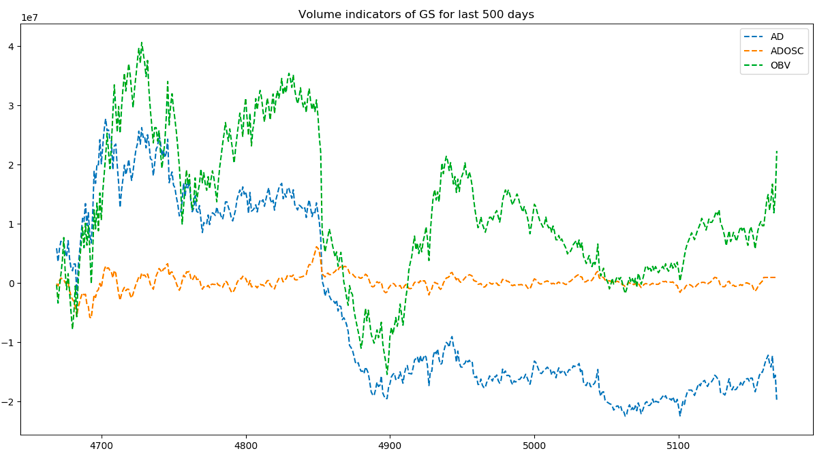 Volume indicators of GS for last 500 days
1e7
AD
ADOSC
OBV
4
3
2
1
0
−1
−2
4700 4800 4900 5000 5100